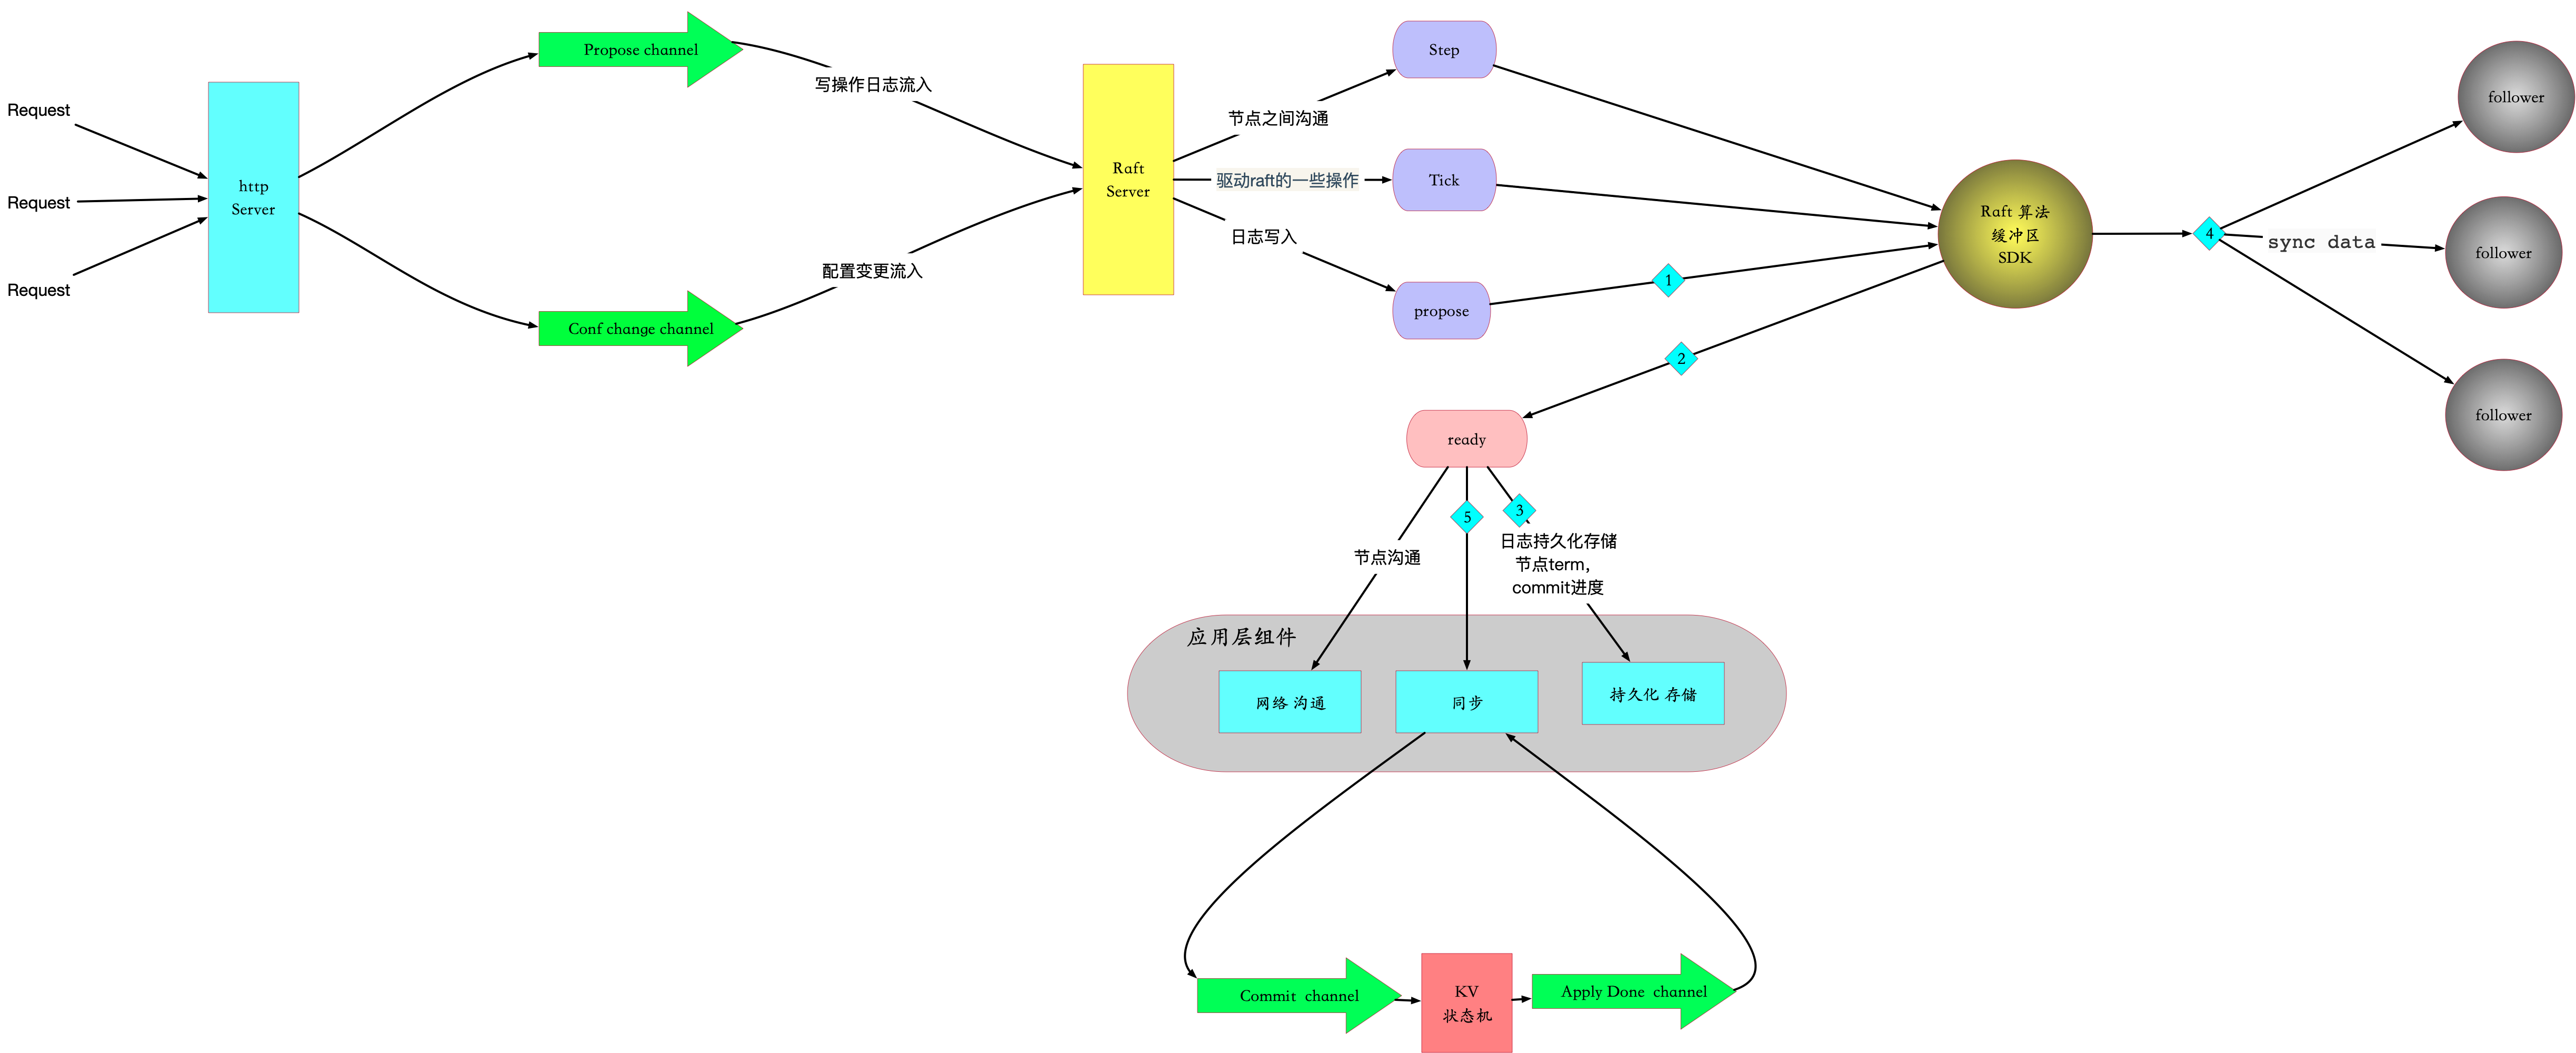 Request
Request
Request
http
Server
Propose channel
Conf change channel
写操作日志流入
配置变更流入
Raft
Server
节点之间沟通
驱动raft的一些操作
日志写入
Step
Tick
propose
1
2
Raft 算法
缓冲区
SDK
4
sync data
follower
follower
follower
ready
5
3
节点沟通
日志持久化存储
节点term，
commit进度
应用层组件
网络 沟通
同步
持久化 存储
Commit channel
KV
状态机
Apply Done channel